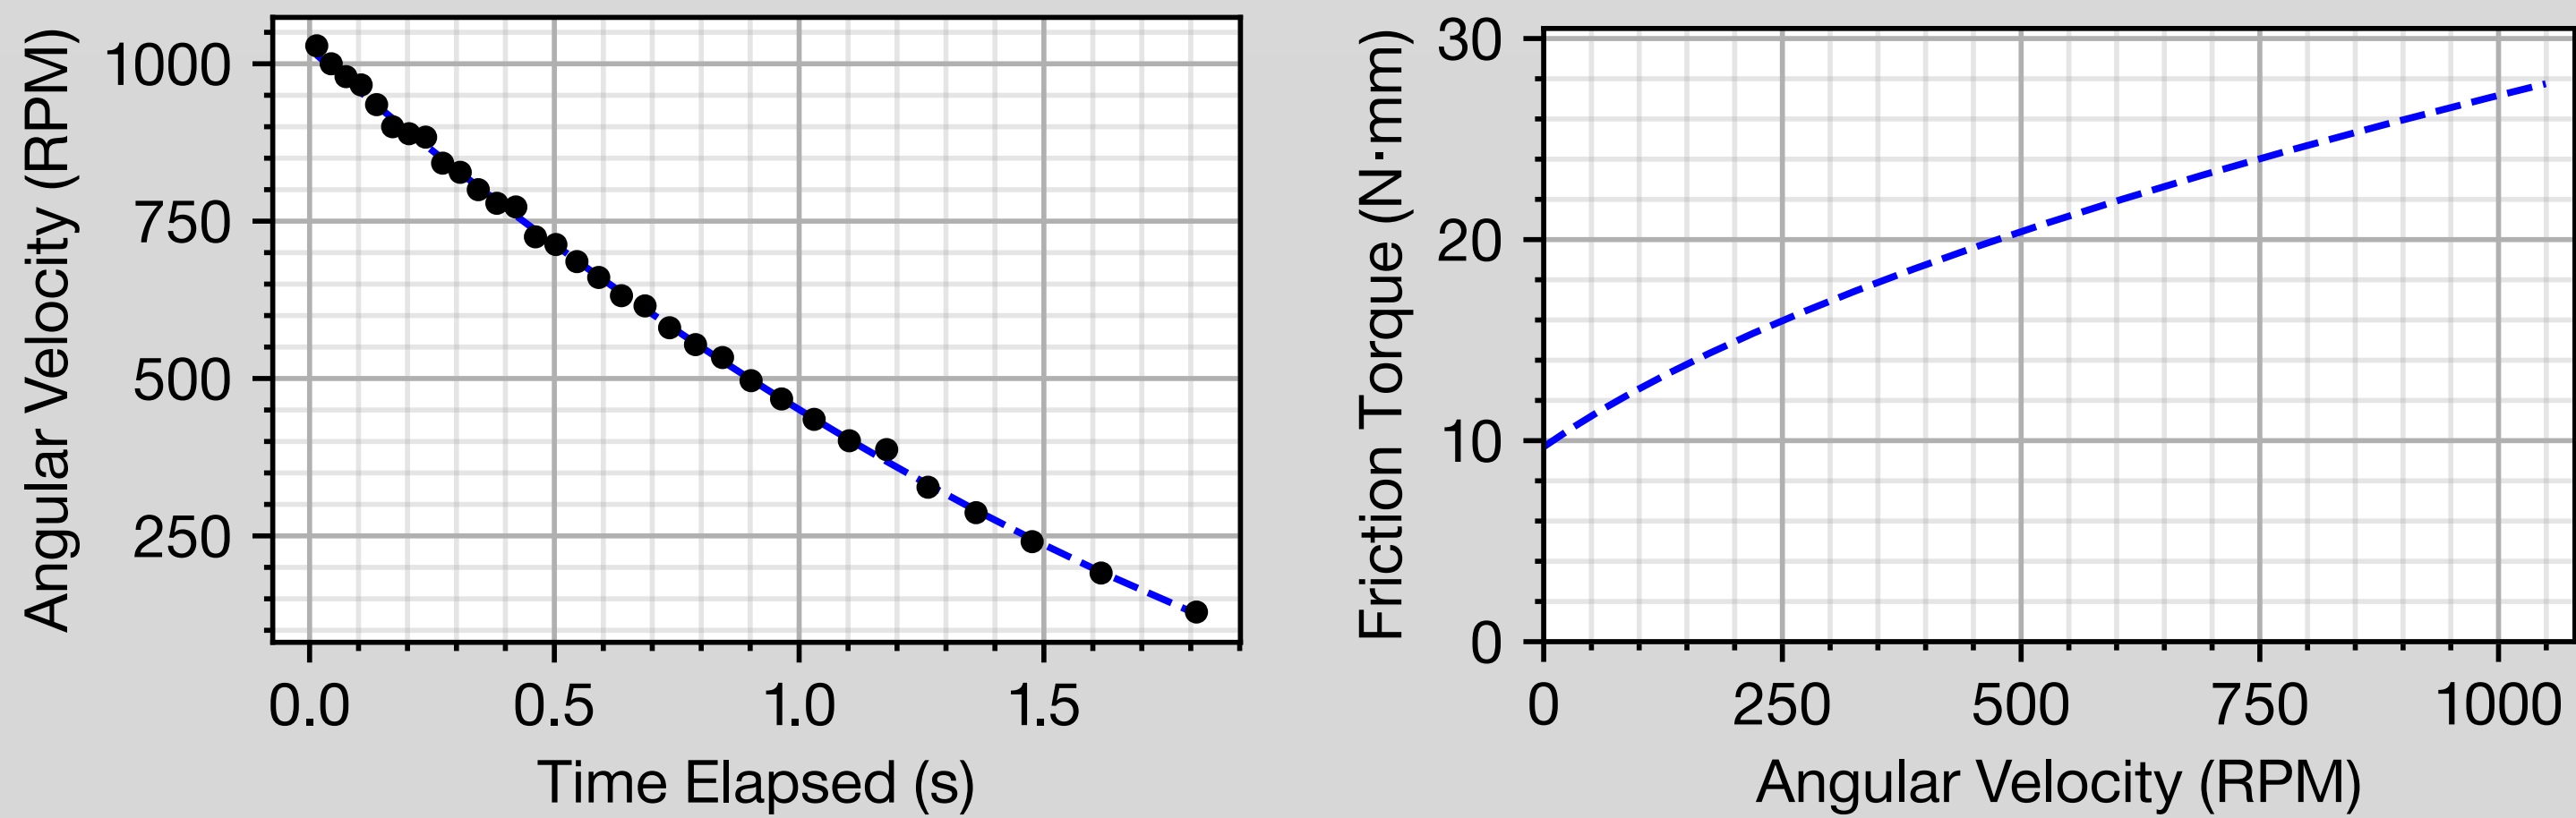 Angular Velocity (RPM)
1000
750
500
250
0.0 0.5 1.0 1.5
Time Elapsed (s)
Friction Torque (N·mm)
30
20
10
0
0 250 500 750 1000
Angular Velocity (RPM)